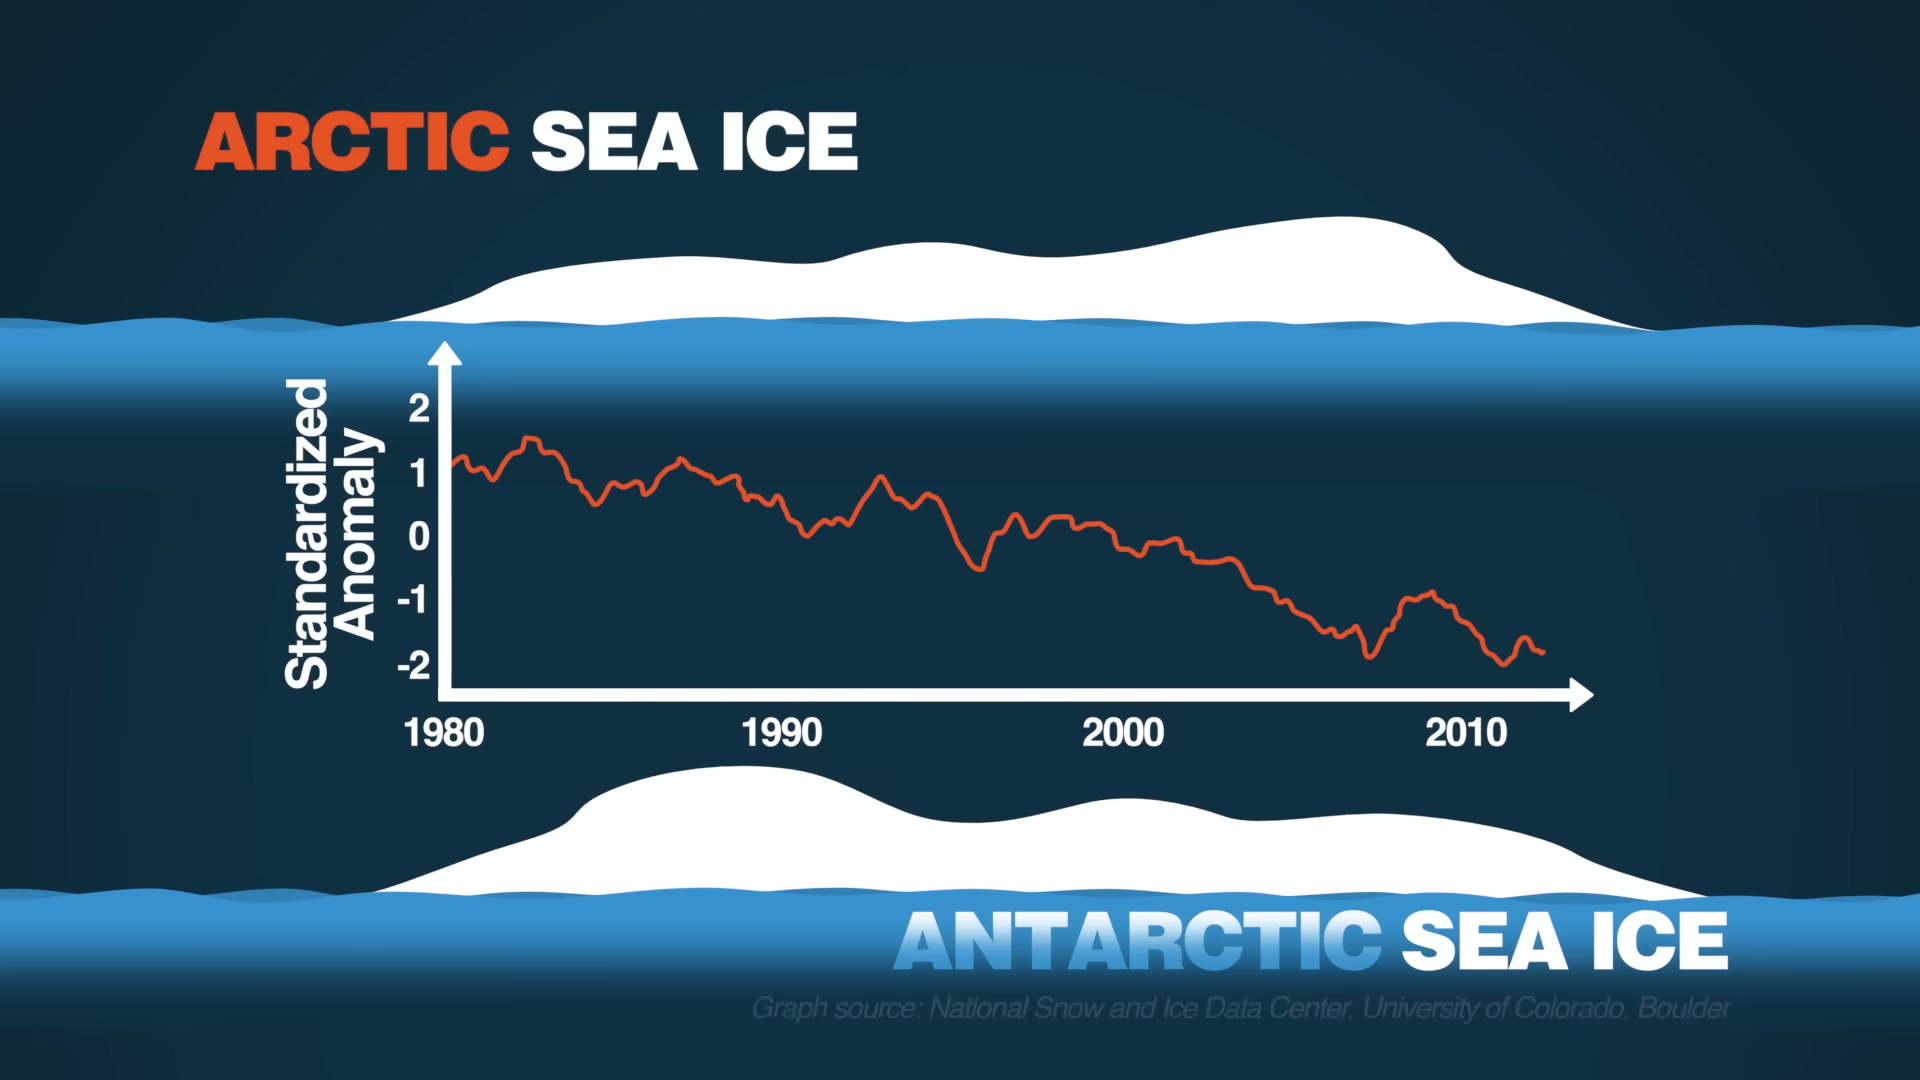 ARCTIC SEA ICE
Standardized
Anomaly
2
1
0
-1
-2
1980 1990 2000 2010
ANTARCTIC SEA ICE
Graph source: National Snow and Ice Data Center, University of Colorado, Boulder